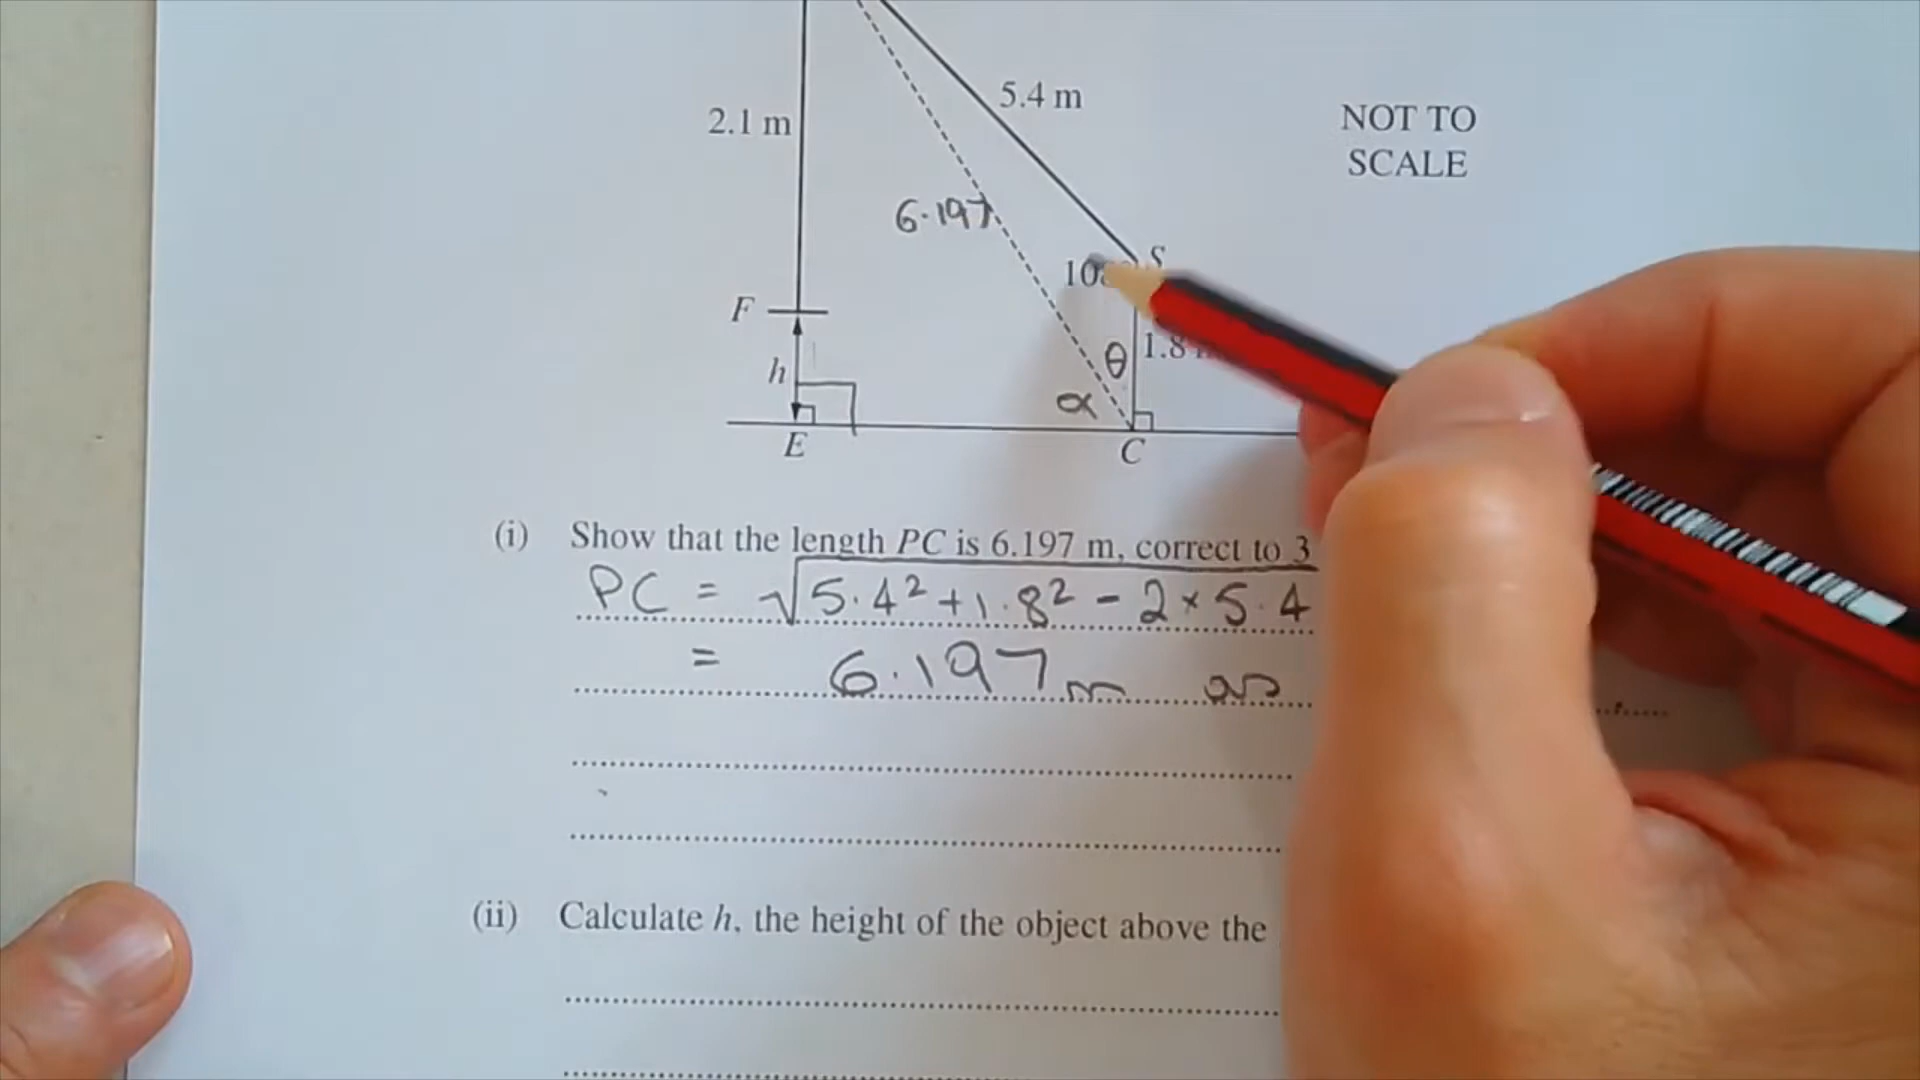 5.4 m
2.1 m
NOT TO
SCALE
6.197
S
F
θ
1.8
h
α
E
C
(i) Show that the length PC is 6.197 m, correct to 3
PC = √5.4² + 1.8² - 2 × 5.4
= 6.197 m as
(ii) Calculate h, the height of the object above the